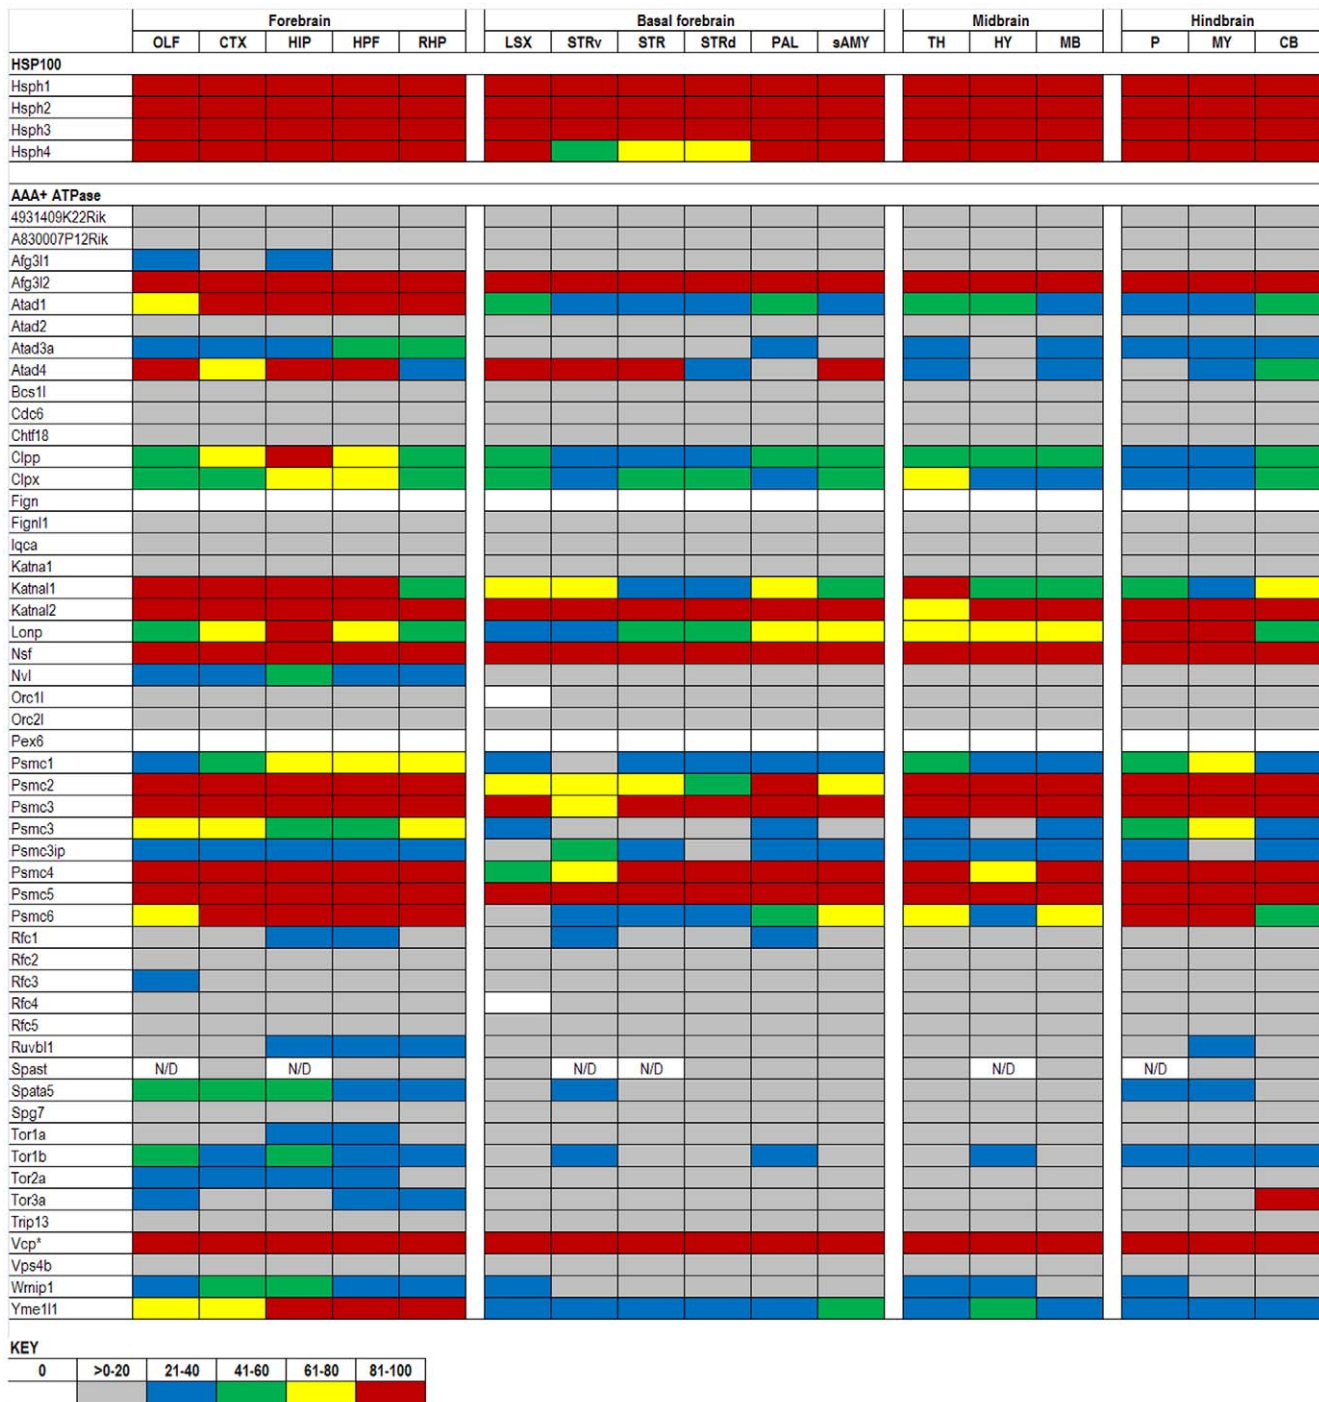 Forebrain Basal forebrain Midbrain Hindbrain
OLF CTX HIP HPF RHP LSX STRv STR STRd PAL sAMY TH HY MB P MY CB
HSP100
Hsph1
Hsph2
Hsph3
Hsph4
AAA+ ATPase
4931409K22Rik
A830007P12Rik
Afg3l1
Afg3l2
Atad1
Atad2
Atad3a
Atad4
Bcs1l
Cdc6
Chtf18
Clpp
Clpx
Fign
Fignl1
Iqca
Katna1
Katnal1
Katnal2
Lonp
Nsf
Nvl
Orc1l
Orc2l
Pex6
Psmc1
Psmc2
Psmc3
Psmc3
Psmc3ip
Psmc4
Psmc5
Psmc6
Rfc1
Rfc2
Rfc3
Rfc4
Rfc5
Ruvbl1
Spast N/D N/D N/D N/D N/D N/D
Spata5
Spg7
Tor1a
Tor1b
Tor2a
Tor3a
Trip13
Vcp*
Vps4b
Wrnip1
Yme1l1
KEY
0 >0-20 21-40 41-60 61-80 81-100